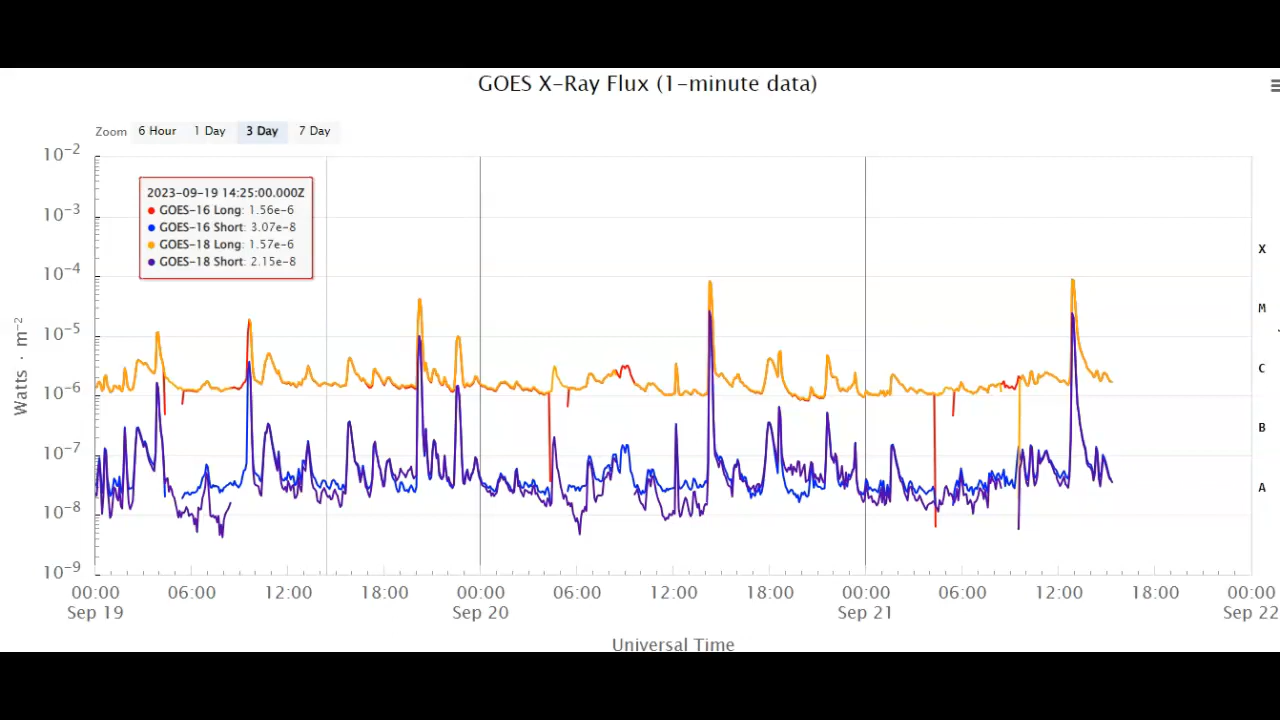 GOES X-Ray Flux (1-minute data)
Zoom 6 Hour 1 Day 3 Day 7 Day
10-2
10-3
10-4
10-5
10-6
10-7
10-8
10-9
Watts · m-2
2023-09-19 14:25:00.000Z
GOES-16 Long: 1.56e-6
GOES-16 Short: 3.07e-8
GOES-18 Long: 1.57e-6
GOES-18 Short: 2.15e-8
X
M
C
B
A
00:00 06:00 12:00 18:00 00:00 06:00 12:00 18:00 00:00 06:00 12:00 18:00 00:00
Sep 19 Sep 20 Sep 21 Sep 22
Universal Time